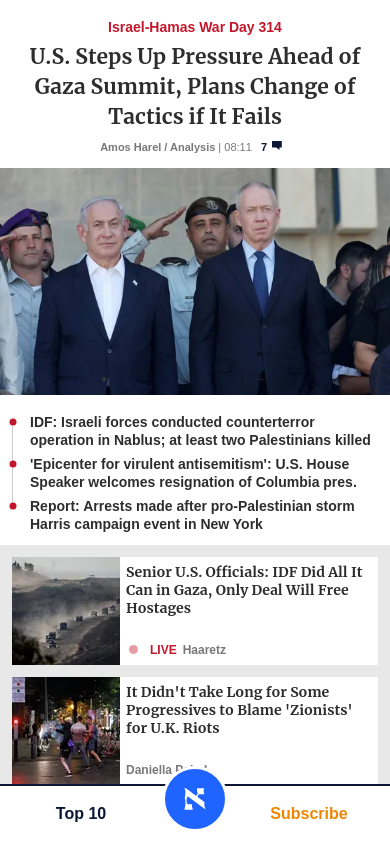 Israel-Hamas War Day 314
U.S. Steps Up Pressure Ahead of
Gaza Summit, Plans Change of
Tactics if It Fails
Amos Harel / Analysis | 08:11 7
IDF: Israeli forces conducted counterterror
operation in Nablus; at least two Palestinians killed
'Epicenter for virulent antisemitism': U.S. House
Speaker welcomes resignation of Columbia pres.
Report: Arrests made after pro-Palestinian storm
Harris campaign event in New York
Senior U.S. Officials: IDF Did All It
Can in Gaza, Only Deal Will Free
Hostages
LIVE Haaretz
It Didn't Take Long for Some
Progressives to Blame 'Zionists'
for U.K. Riots
Daniella
Top 10
Subscribe